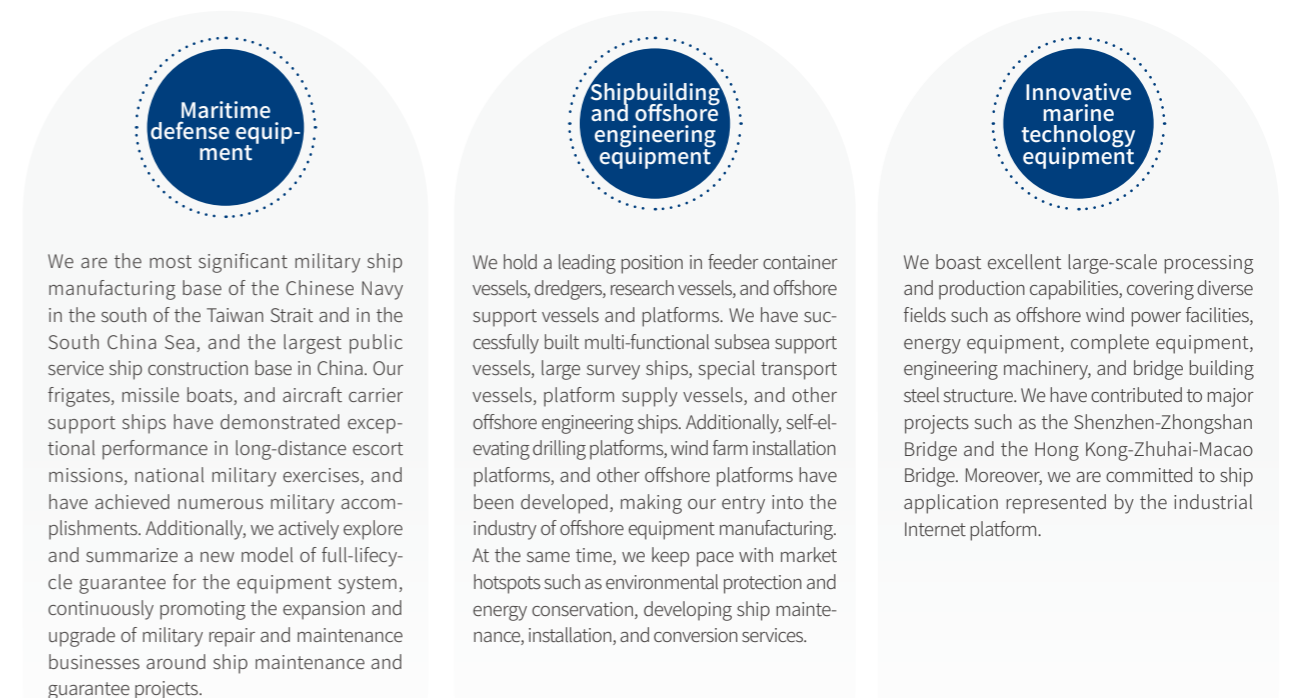 Maritime
defense equip-
ment
We are the most significant military ship
manufacturing base of the Chinese Navy
in the south of the Taiwan Strait and in the
South China Sea, and the largest public
service ship construction base in China. Our
frigates, missile boats, and aircraft carrier
support ships have demonstrated excep-
tional performance in long-distance escort
missions, national military exercises, and
have achieved numerous military accom-
plishments. Additionally, we actively explore
and summarize a new model of full-lifecy-
cle guarantee for the equipment system,
continuously promoting the expansion and
upgrade of military repair and maintenance
businesses around ship maintenance and
guarantee projects.
Shipbuilding
and offshore
engineering
equipment
We hold a leading position in feeder container
vessels, dredgers, research vessels, and offshore
support vessels and platforms. We have suc-
cessfully built multi-functional subsea support
vessels, large survey ships, special transport
vessels, platform supply vessels, and other
offshore engineering ships. Additionally, self-el-
evating drilling platforms, wind farm installation
platforms, and other offshore platforms have
been developed, making our entry into the
industry of offshore equipment manufacturing.
At the same time, we keep pace with market
hotspots such as environmental protection and
energy conservation, developing ship mainte-
nance, installation, and conversion services.
Innovative
marine
technology
equipment
We boast excellent large-scale processing
and production capabilities, covering diverse
fields such as offshore wind power facilities,
energy equipment, complete equipment,
engineering machinery, and bridge building
steel structure. We have contributed to major
projects such as the Shenzhen-Zhongshan
Bridge and the Hong Kong-Zhuhai-Macao
Bridge. Moreover, we are committed to ship
application represented by the industrial
Internet platform.